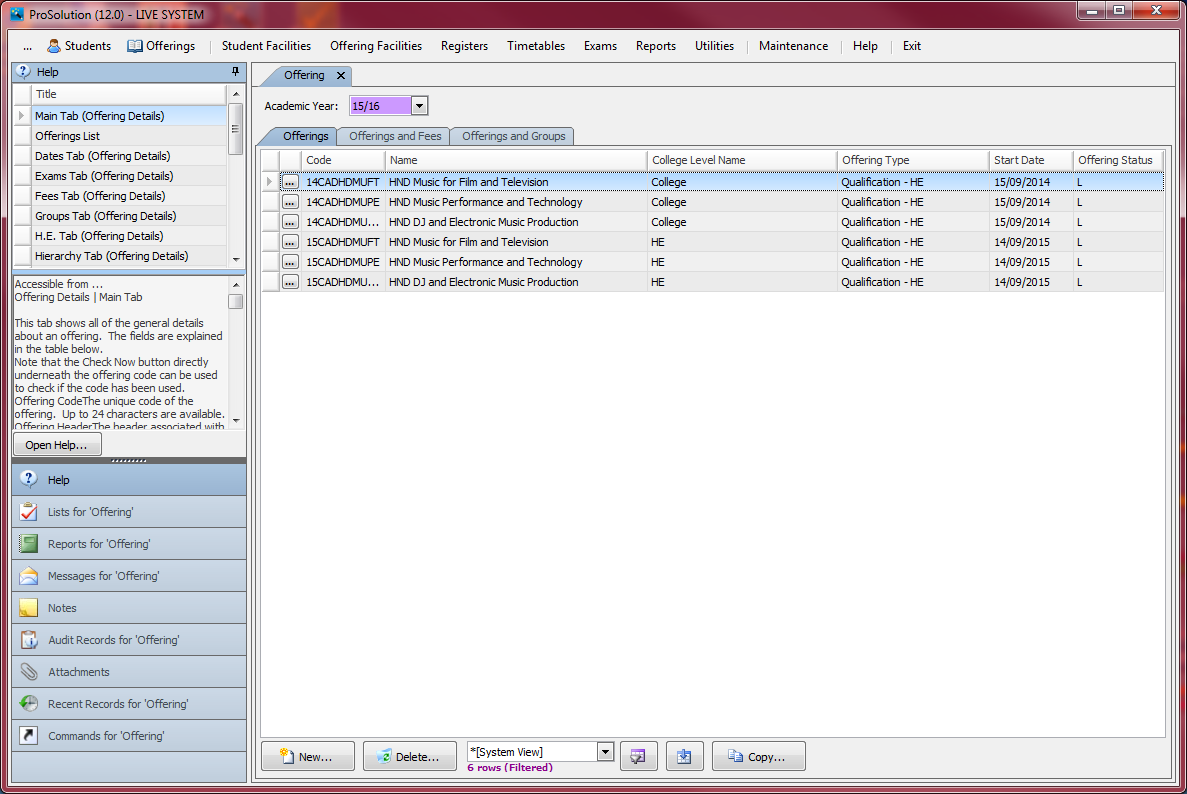 ProSolution (12.0) - LIVE SYSTEM
... Students Offerings Student Facilities Offering Facilities Registers Timetables Exams Reports Utilities Maintenance Help Exit
Help
Title
Main Tab (Offering Details)
Offerings List
Dates Tab (Offering Details)
Exams Tab (Offering Details)
Fees Tab (Offering Details)
Groups Tab (Offering Details)
H.E. Tab (Offering Details)
Hierarchy Tab (Offering Details)
Accessible from ...
Offering Details | Main Tab
This tab shows all of the general details
about an offering. The fields are explained
in the table below.
Note that the Check Now button directly
underneath the offering code can be used
to check if the code has been used.
Offering CodeThe unique code of the
offering. Up to 24 characters are available.
Offering HeaderThe header associated with
Open Help...
Help
Lists for 'Offering'
Reports for 'Offering'
Messages for 'Offering'
Notes
Audit Records for 'Offering'
Attachments
Recent Records for 'Offering'
Commands for 'Offering'
Offering
Academic Year: 15/16
Offerings Offerings and Fees Offerings and Groups
Code Name College Level Name Offering Type Start Date Offering Status
... 14CADHDMUFT HND Music for Film and Television College Qualification - HE 15/09/2014 L
... 14CADHDMUPE HND Music Performance and Technology College Qualification - HE 15/09/2014 L
... 14CADHDMU... HND DJ and Electronic Music Production College Qualification - HE 15/09/2014 L
... 15CADHDMUFT HND Music for Film and Television HE Qualification - HE 14/09/2015 L
... 15CADHDMUPE HND Music Performance and Technology HE Qualification - HE 14/09/2015 L
... 15CADHDMU... HND DJ and Electronic Music Production HE Qualification - HE 14/09/2015 L
New... Delete... *[System View] Copy...
6 rows (Filtered)